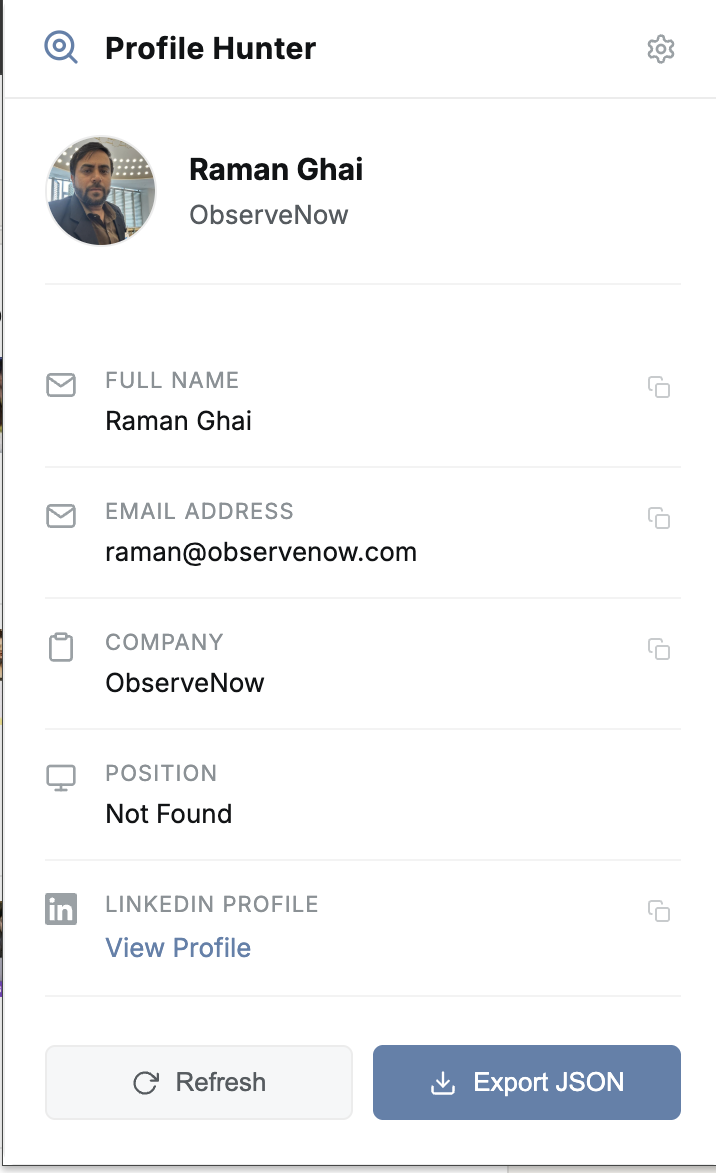 Profile Hunter
Raman Ghai
ObserveNow
FULL NAME
Raman Ghai
EMAIL ADDRESS
raman@observenow.com
COMPANY
ObserveNow
POSITION
Not Found
LINKEDIN PROFILE
in
View Profile
Refresh
Export JSON